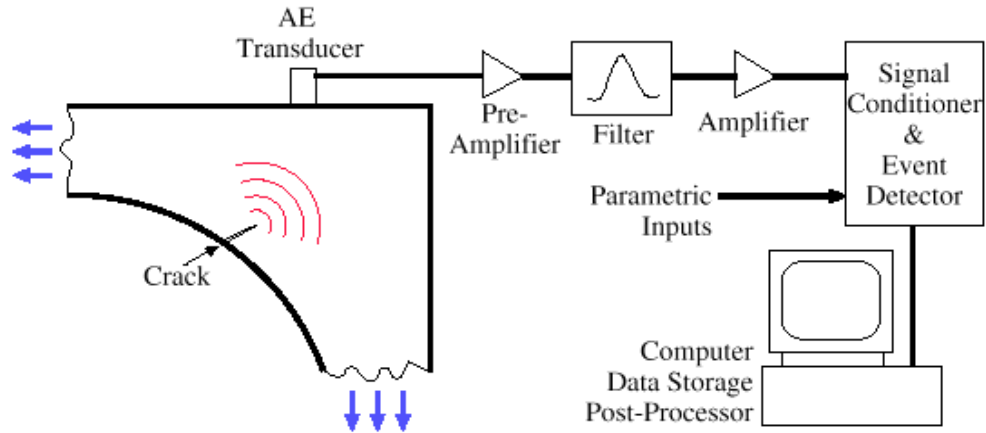 AE
Transducer
Pre-
Amplifier
Filter
Amplifier
Signal
Conditioner
&
Event
Detector
Parametric
Inputs
Crack
Computer
Data Storage
Post-Processor